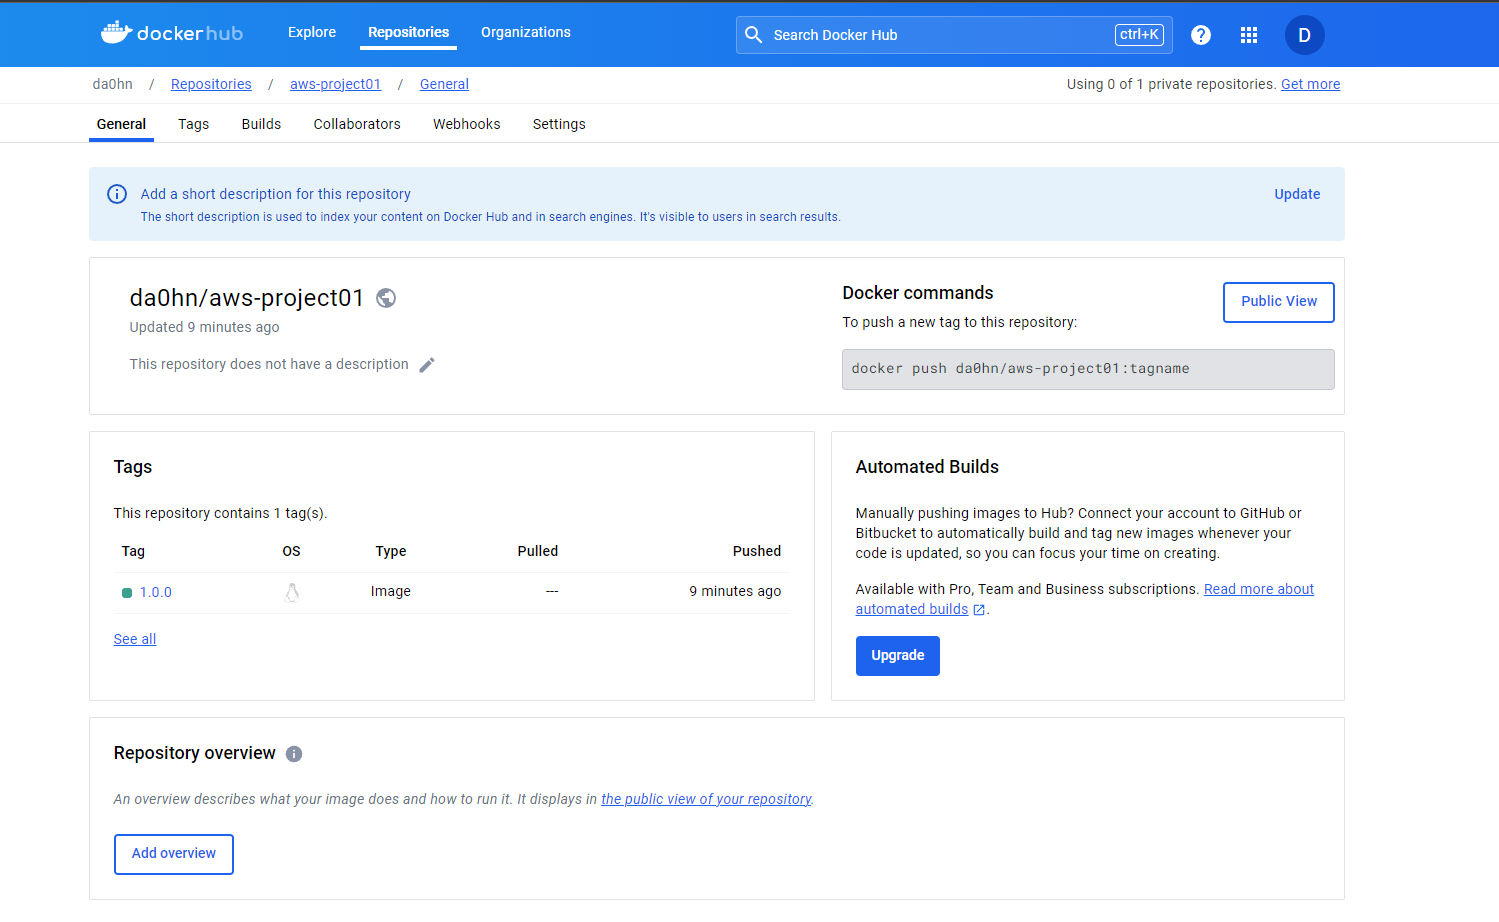 dockerhub
Explore
Repositories
Organizations
Search Docker Hub
ctrl+K
?
D
da0hn / Repositories / aws-project01 / General
Using 0 of 1 private repositories. Get more
General
Tags
Builds
Collaborators
Webhooks
Settings
Add a short description for this repository
Update
The short description is used to index your content on Docker Hub and in search engines. It's visible to users in search results.
da0hn/aws-project01
Updated 9 minutes ago
This repository does not have a description
Docker commands
Public View
To push a new tag to this repository:
docker push da0hn/aws-project01:tagname
Tags
This repository contains 1 tag(s).
Tag OS Type Pulled Pushed
1.0.0 Image --- 9 minutes ago
See all
Automated Builds
Manually pushing images to Hub? Connect your account to GitHub or
Bitbucket to automatically build and tag new images whenever your
code is updated, so you can focus your time on creating.
Available with Pro, Team and Business subscriptions. Read more about
automated builds .
Upgrade
Repository overview
An overview describes what your image does and how to run it. It displays in the public view of your repository.
Add overview